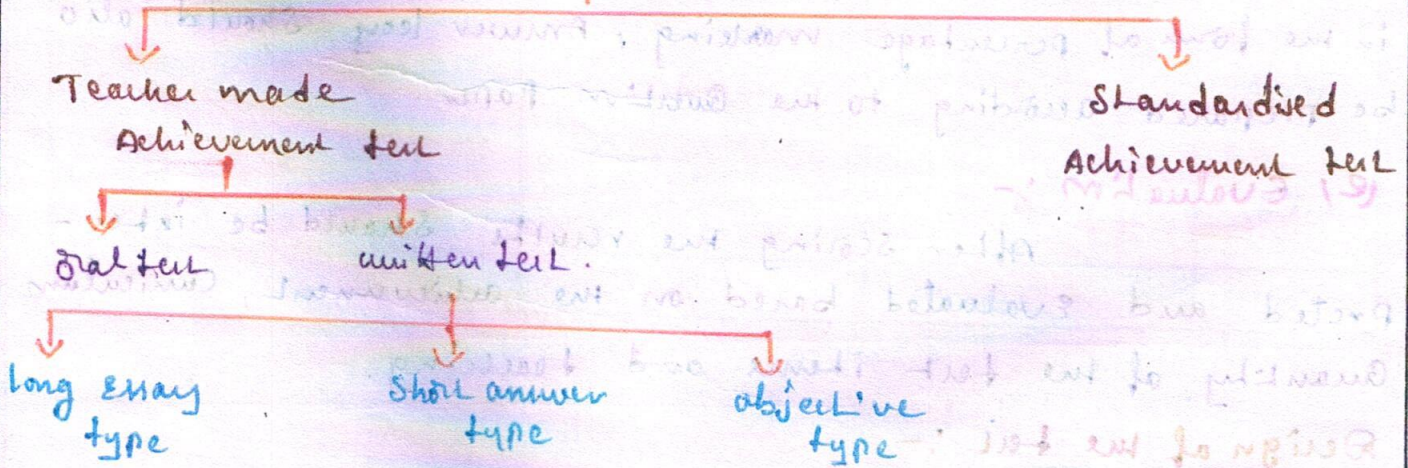 Teacher made
Achievement test
Standardised
Achievement test
Oral test
written test.
long Essay
type
Short answer
type
objective
type